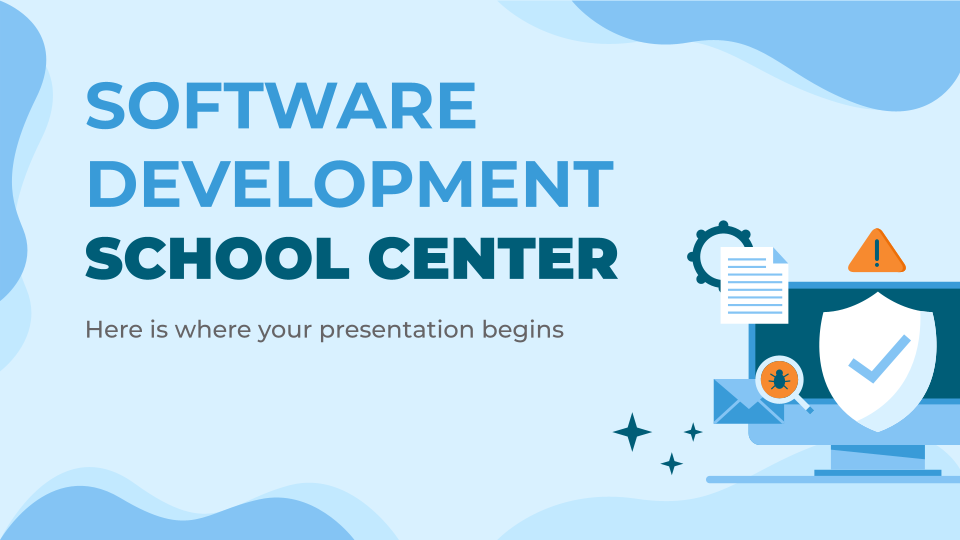 SOFTWARE
DEVELOPMENT
SCHOOL CENTER
Here is where your presentation begins